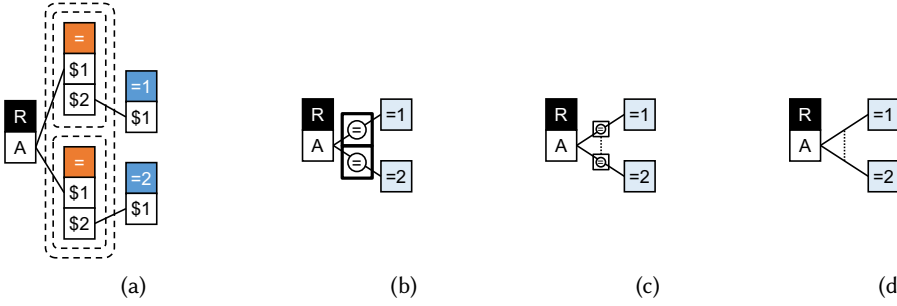 =
$1
$2
=1
$1
R
A
=
$1
$2
=2
$1
(a)
R
A
=
=
=1
=2
(b)
R
A
=
=
=1
=2
(c)
R
A
=1
=2
(d